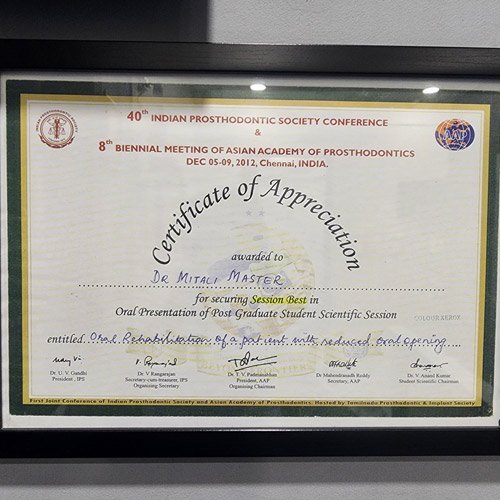 40th INDIAN PROSTHODONTIC SOCIETY CONFERENCE
&
8th BIENNIAL MEETING OF ASIAN ACADEMY OF PROSTHODONTICS
DEC 05-09, 2012, Chennai, INDIA.
Certificate of Appreciation
awarded to
DR MITALI MASTER
for securing Session Best in
Oral Presentation of Post Graduate Student Scientific Session
COLOUR XEROX
entitled. Oral Rehabilitation of a patient with reduced oral opening
Dr. U. V. Gandhi
President, IPS
Dr. V Rangarajan
Secretary-cum-treasurer, IPS
Organising Secretary
Dr. T. V. Padmanabhan
President, AAP
Organising Chairman
Dr Mahendranadh Reddy
Secretary, AAP
Dr. V. Anand Kumar
Student Scientific Chairman
First Joint Conference of Indian Prosthodontic Society and Asian Academy of Prosthodontics. Hosted by Tamilnadu Prosthodontic & Implant Society